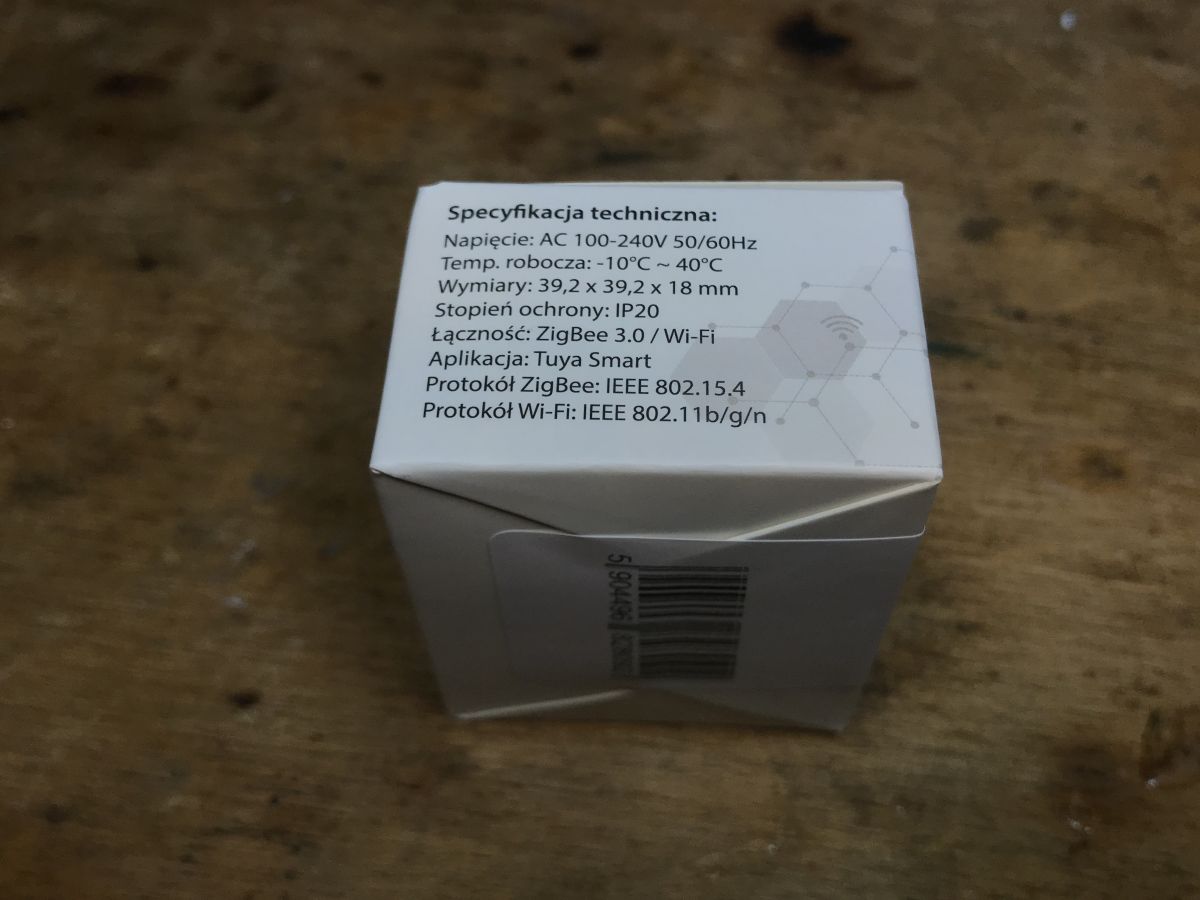 Specyfikacja techniczna:
Napięcie: AC 100-240V 50/60Hz
Temp. robocza: -10°C ~ 40°C
Wymiary: 39,2 x 39,2 x 18 mm
Stopień ochrony: IP20
Łączność: ZigBee 3.0 / Wi-Fi
Aplikacja: Tuya Smart
Protokół ZigBee: IEEE 802.15.4
Protokół Wi-Fi: IEEE 802.11b/g/n
5 904496